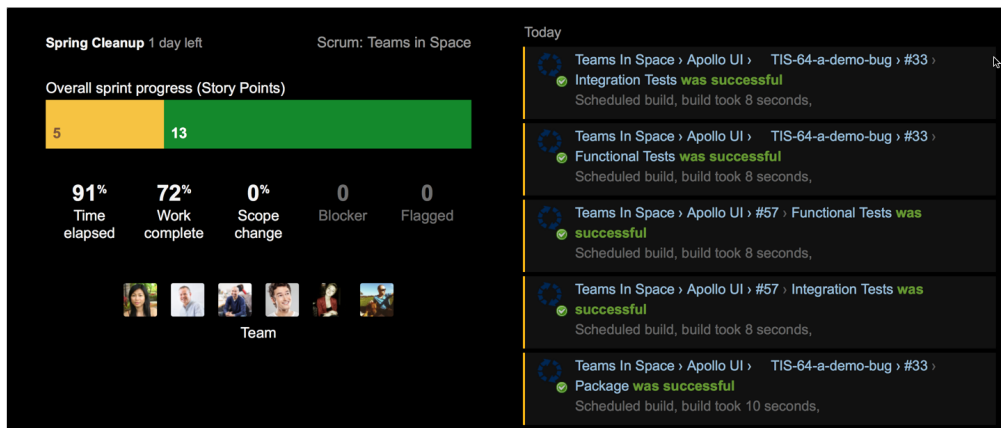 Spring Cleanup 1 day left
Scrum: Teams in Space
Overall sprint progress (Story Points)
5
13
91%
Time
elapsed
72%
Work
complete
0%
Scope
change
0
Blocker
0
Flagged
Team
Today
Teams In Space › Apollo UI › TIS-64-a-demo-bug › #33 ›
Integration Tests was successful
Scheduled build, build took 8 seconds,
Teams In Space › Apollo UI › TIS-64-a-demo-bug › #33 ›
Functional Tests was successful
Scheduled build, build took 8 seconds,
Teams In Space › Apollo UI › #57 › Functional Tests was
successful
Scheduled build, build took 8 seconds,
Teams In Space › Apollo UI › #57 › Integration Tests was
successful
Scheduled build, build took 8 seconds,
Teams In Space › Apollo UI › TIS-64-a-demo-bug › #33 ›
Package was successful
Scheduled build, build took 10 seconds,